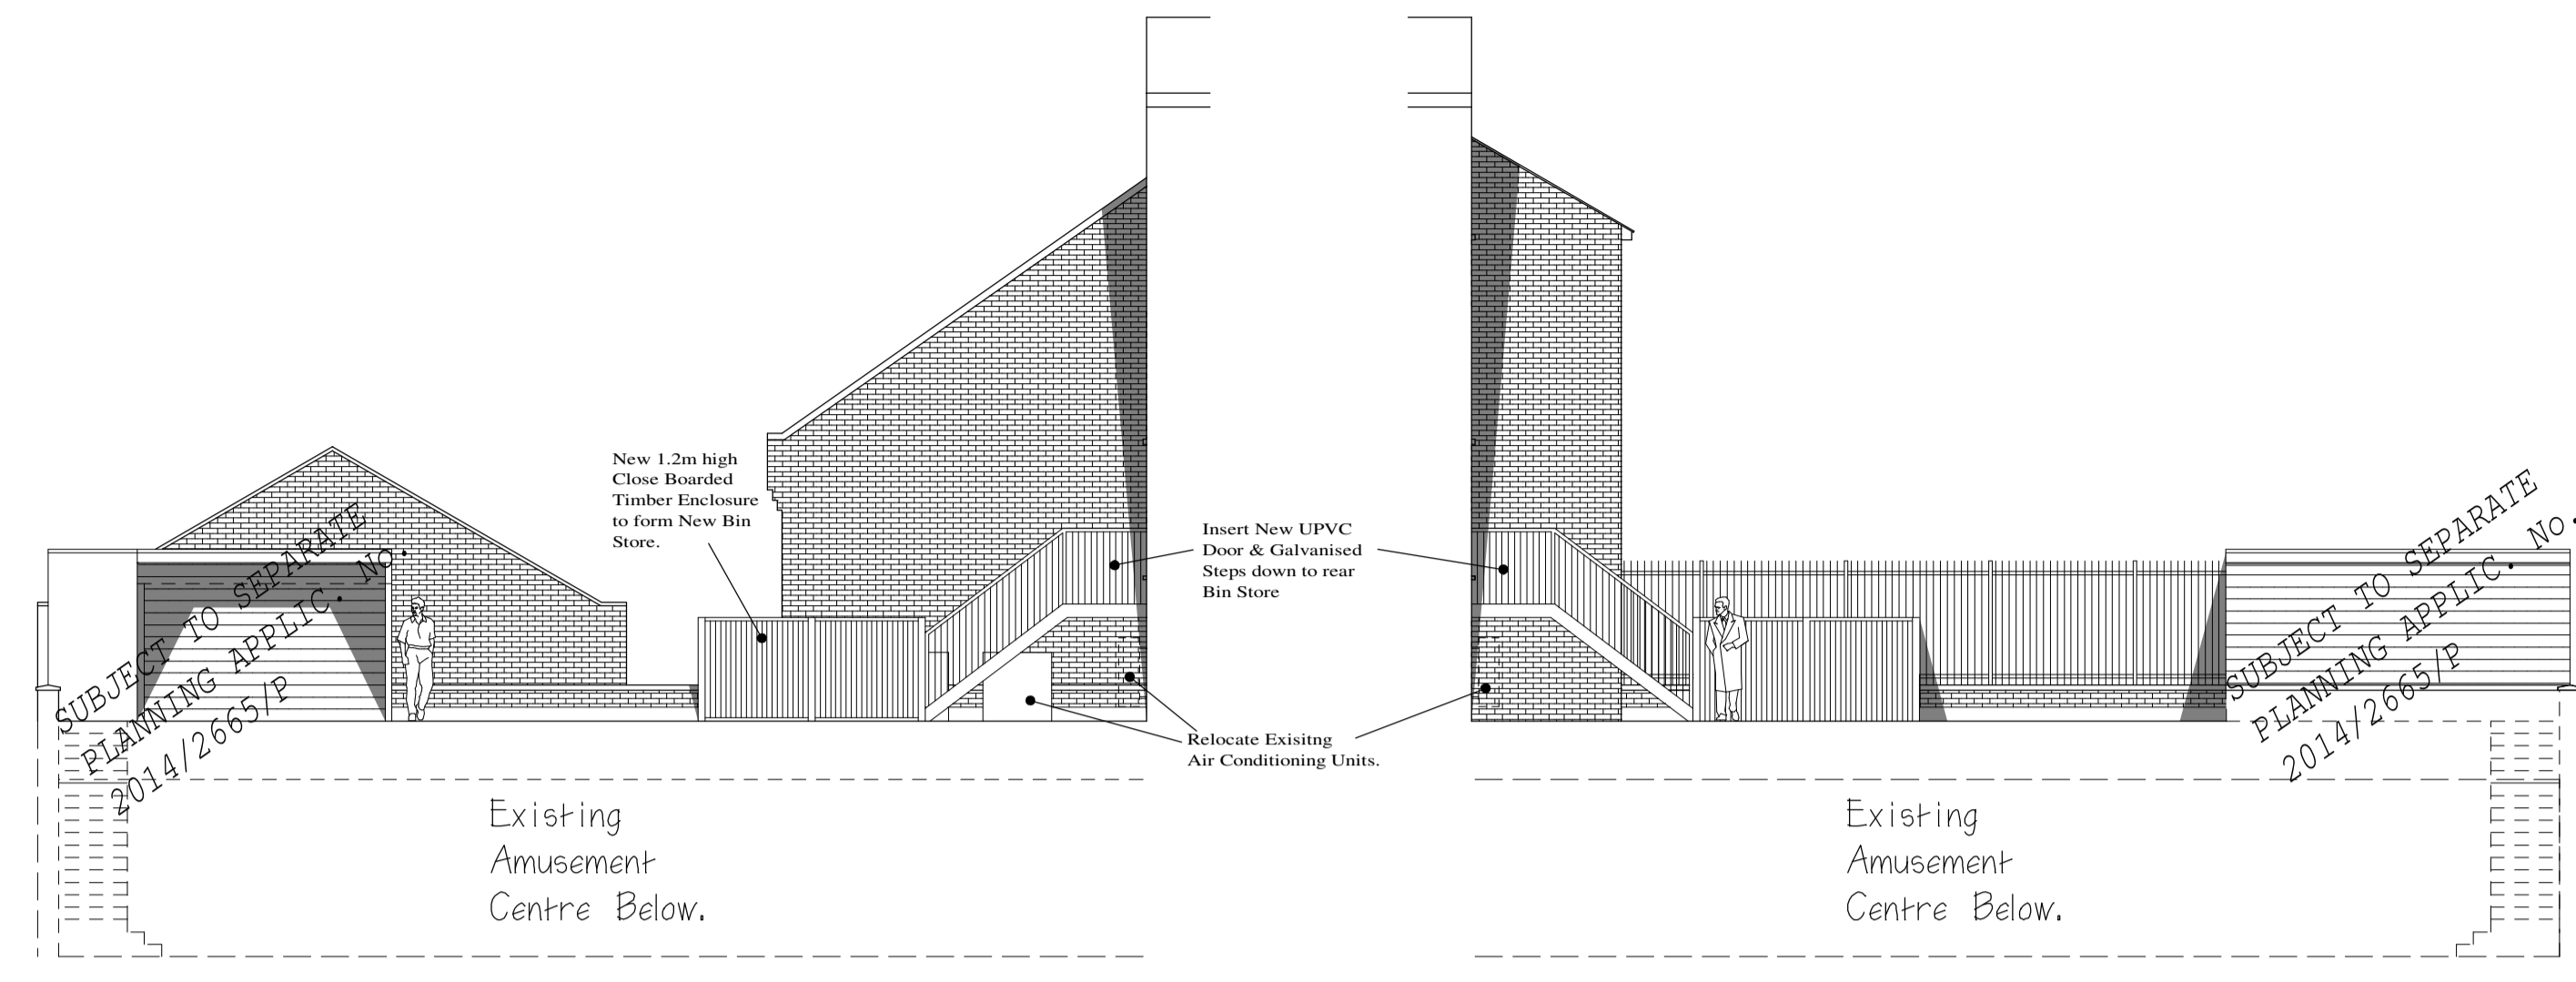 New 1.2m high
Close Boarded
Timber Enclosure
to form New Bin
Store.
Insert New UPVC
Door & Galvanised
Steps down to rear
Bin Store
Relocate Exisitng
Air Conditioning Units.
SUBJECT TO SEPARATE
PLANNING APPLIC. NO.
2014/2665/P
SUBJECT TO SEPARATE
PLANNING APPLIC. NO.
2014/2665/P
Existing
Amusement
Centre Below.
Existing
Amusement
Centre Below.